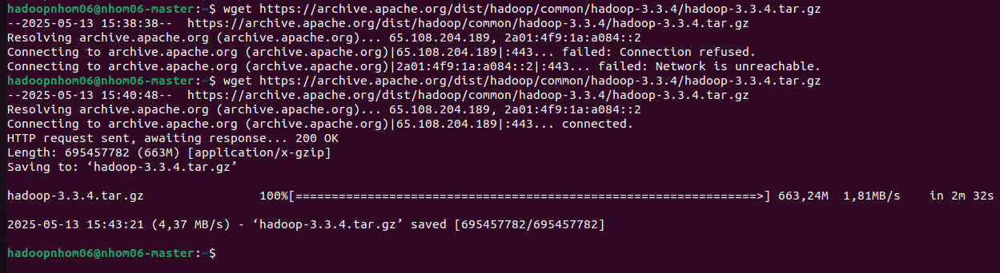 hadoopnhom06@nhom06-master:~$ wget https://archive.apache.org/dist/hadoop/common/hadoop-3.3.4/hadoop-3.3.4.tar.gz
--2025-05-13 15:38:38--  https://archive.apache.org/dist/hadoop/common/hadoop-3.3.4/hadoop-3.3.4.tar.gz
Resolving archive.apache.org (archive.apache.org)... 65.108.204.189, 2a01:4f9:1a:a084::2
Connecting to archive.apache.org (archive.apache.org)|65.108.204.189|:443... failed: Connection refused.
Connecting to archive.apache.org (archive.apache.org)|2a01:4f9:1a:a084::2|:443... failed: Network is unreachable.
hadoopnhom06@nhom06-master:~$ wget https://archive.apache.org/dist/hadoop/common/hadoop-3.3.4/hadoop-3.3.4.tar.gz
--2025-05-13 15:40:48--  https://archive.apache.org/dist/hadoop/common/hadoop-3.3.4/hadoop-3.3.4.tar.gz
Resolving archive.apache.org (archive.apache.org)... 65.108.204.189, 2a01:4f9:1a:a084::2
Connecting to archive.apache.org (archive.apache.org)|65.108.204.189|:443... connected.
HTTP request sent, awaiting response... 200 OK
Length: 695457782 (663M) [application/x-gzip]
Saving to: ‘hadoop-3.3.4.tar.gz’
hadoop-3.3.4.tar.gz                100%[================================================================>] 663,24M  1,81MB/s    in 2m 32s
2025-05-13 15:43:21 (4,37 MB/s) - ‘hadoop-3.3.4.tar.gz’ saved [695457782/695457782]
hadoopnhom06@nhom06-master:~$